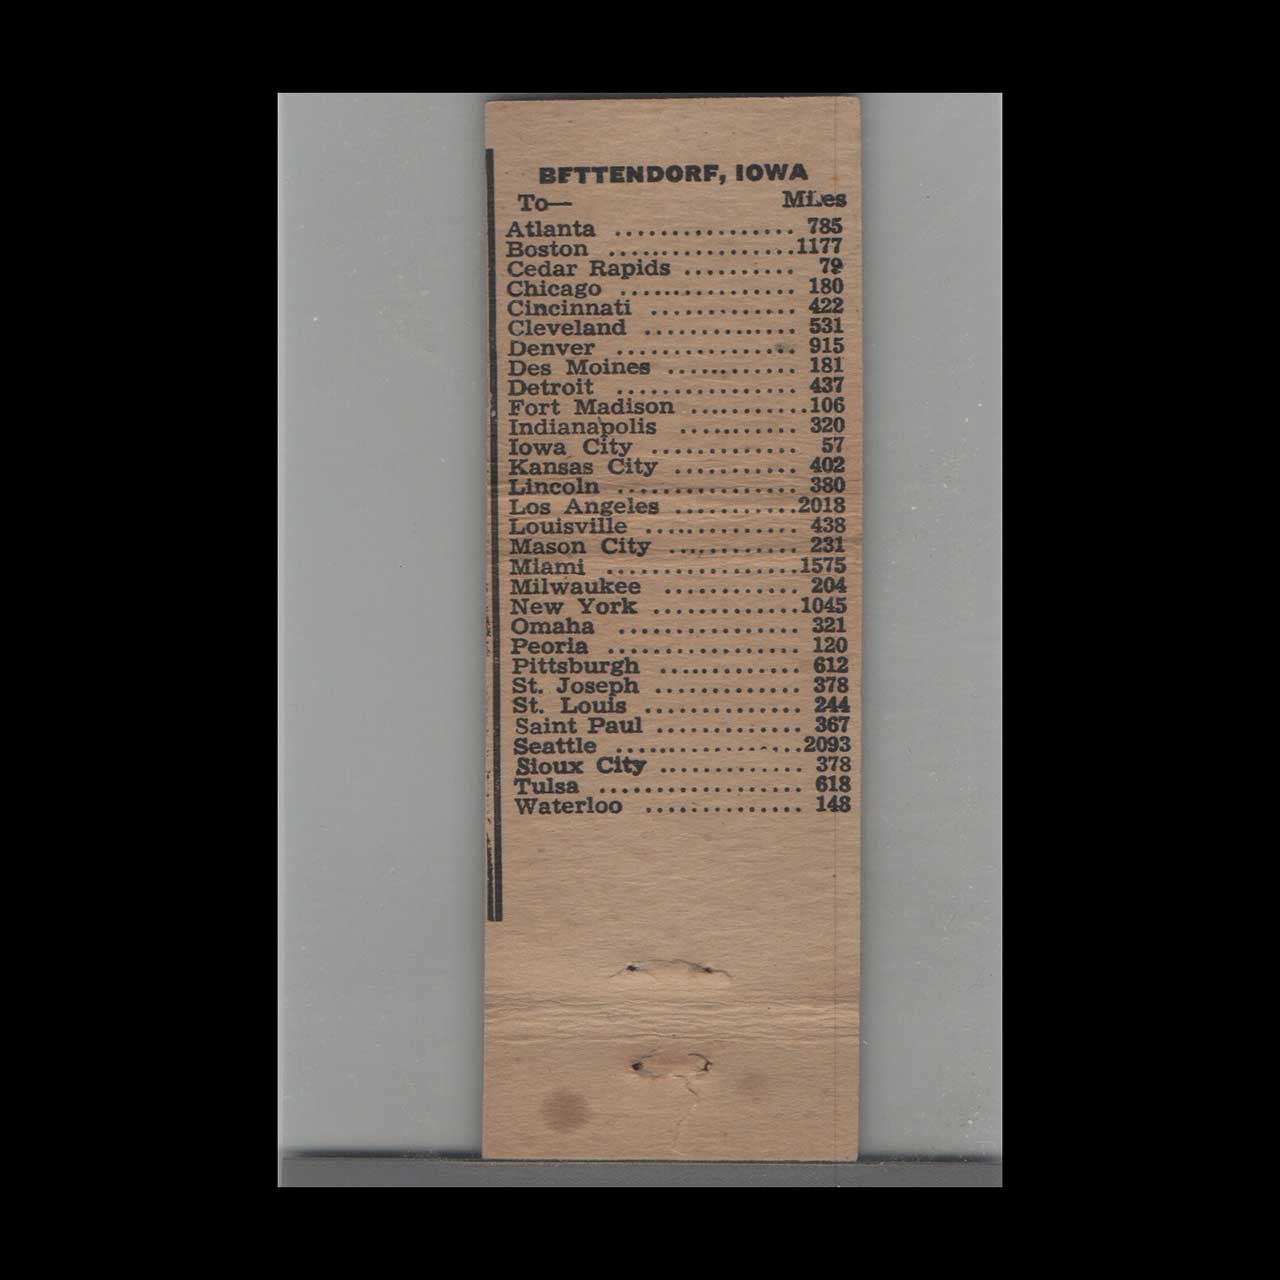 BETTENDORF, IOWA
To— Miles
Atlanta ................ 785
Boston .................1177
Cedar Rapids .......... 79
Chicago ................ 180
Cincinnati ............. 422
Cleveland .............. 531
Denver ................ 915
Des Moines ............ 181
Detroit ................ 437
Fort Madison ...........106
Indianapolis ........... 320
Iowa City ............. 57
Kansas City ........... 402
Lincoln ................ 380
Los Angeles ...........2018
Louisville .............. 438
Mason City ............ 231
Miami .................1575
Milwaukee ............ 204
New York .............1045
Omaha ................ 321
Peoria ................. 120
Pittsburgh ............. 612
St. Joseph ............. 378
St. Louis .............. 244
Saint Paul ............. 367
Seattle .................2093
Sioux City ............. 378
Tulsa .................. 618
Waterloo .............. 148